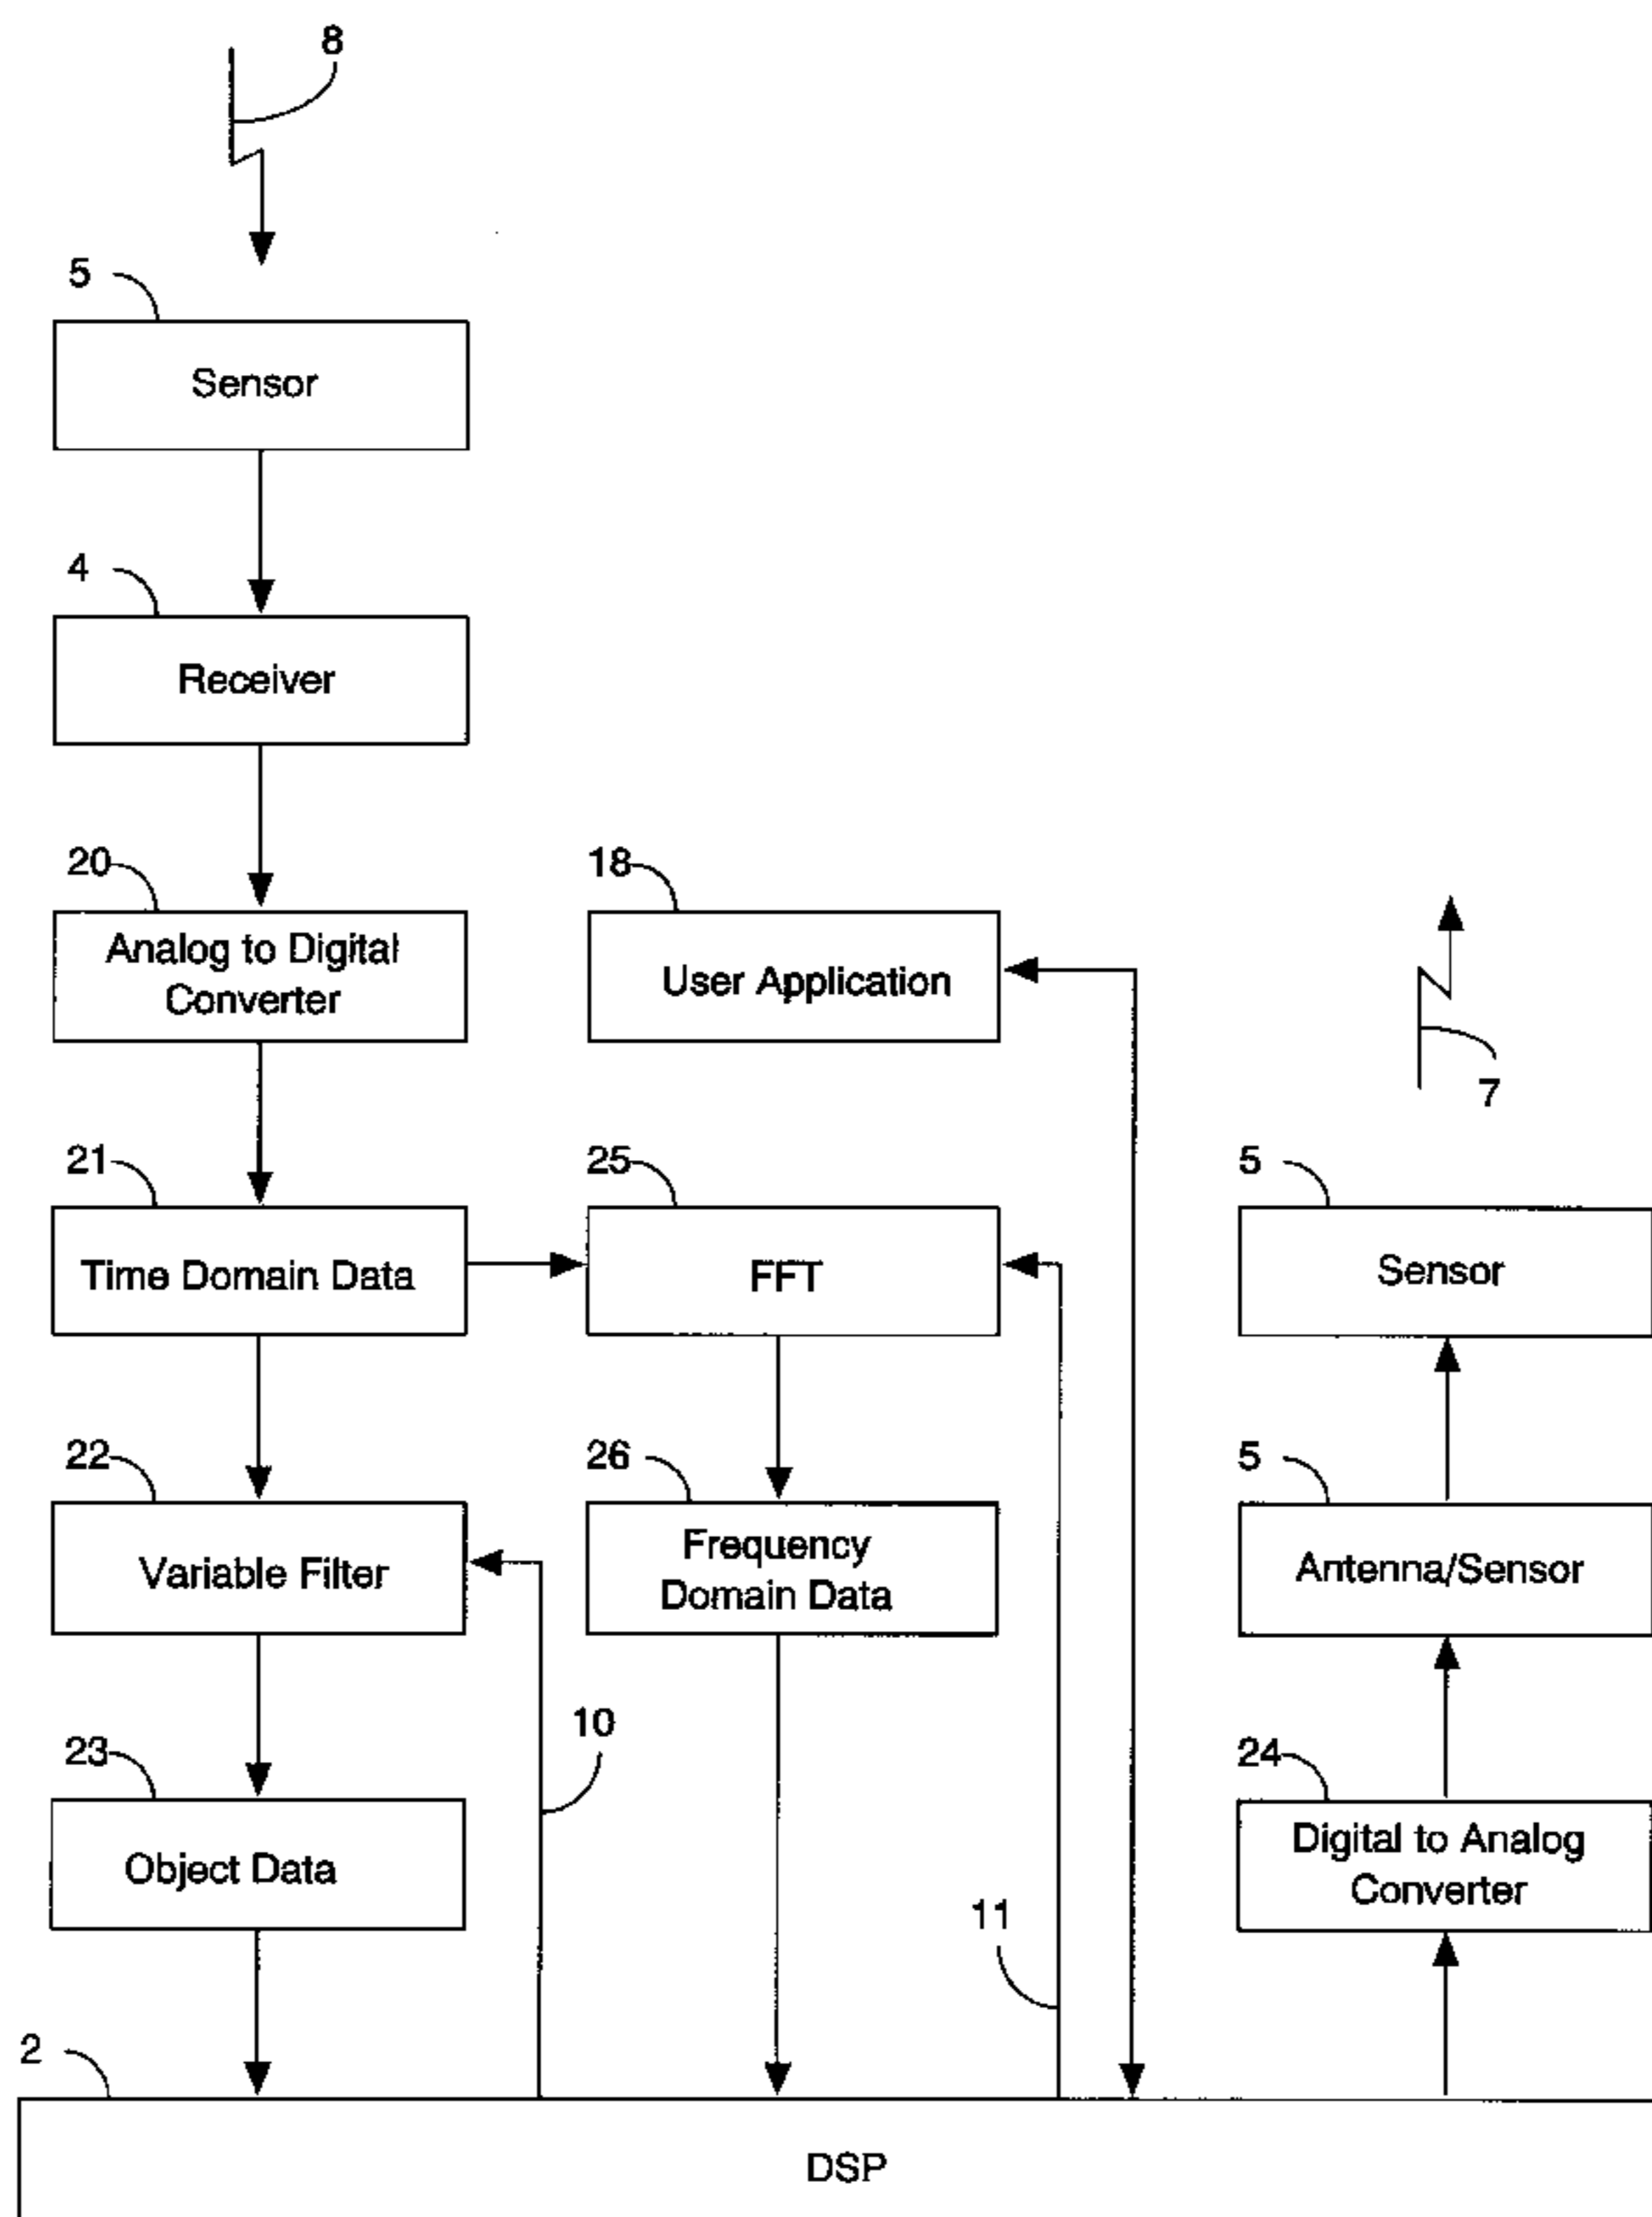 8
5
Sensor
4
Receiver
20
Analog to Digital
Converter
18
User Application
7
21
Time Domain Data
25
FFT
5
Sensor
22
Variable Filter
26
Frequency
Domain Data
5
Antenna/Sensor
10
23
Object Data
11
24
Digital to Analog
Converter
2
DSP